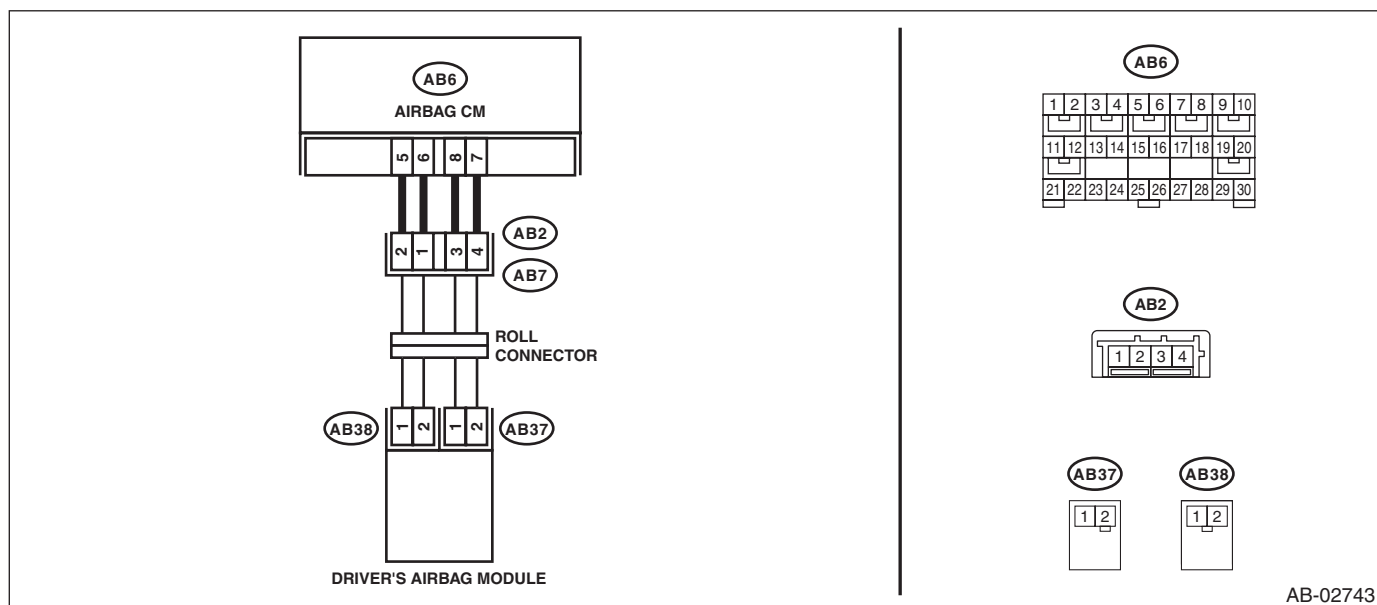 AB6
AIRBAG CM
5 6 8 7
2 1 3 4
AB2
AB7
ROLL
CONNECTOR
AB38
1 2 1 2
AB37
DRIVER'S AIRBAG MODULE
AB6
1 2 3 4 5 6 7 8 9 10
11 12 13 14 15 16 17 18 19 20
21 22 23 24 25 26 27 28 29 30
AB2
1 2 3 4
AB37
AB38
1 2
1 2
AB-02743